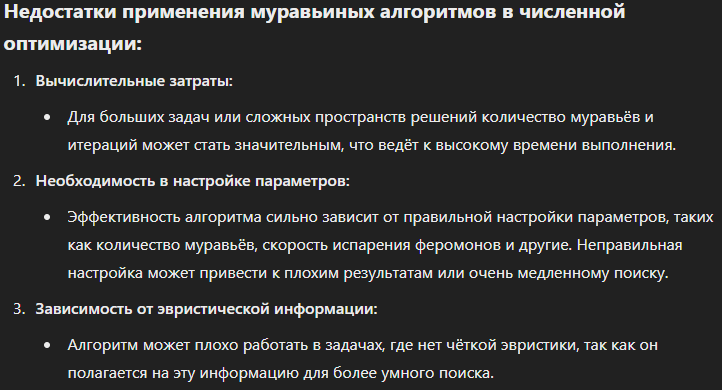 Недостатки применения муравьиных алгоритмов в численной
оптимизации:
1. Вычислительные затраты:
• Для больших задач или сложных пространств решений количество муравьёв и
итераций может стать значительным, что ведёт к высокому времени выполнения.
2. Необходимость в настройке параметров:
• Эффективность алгоритма сильно зависит от правильной настройки параметров, таких
как количество муравьёв, скорость испарения феромонов и другие. Неправильная
настройка может привести к плохим результатам или очень медленному поиску.
3. Зависимость от эвристической информации:
• Алгоритм может плохо работать в задачах, где нет чёткой эвристики, так как он
полагается на эту информацию для более умного поиска.